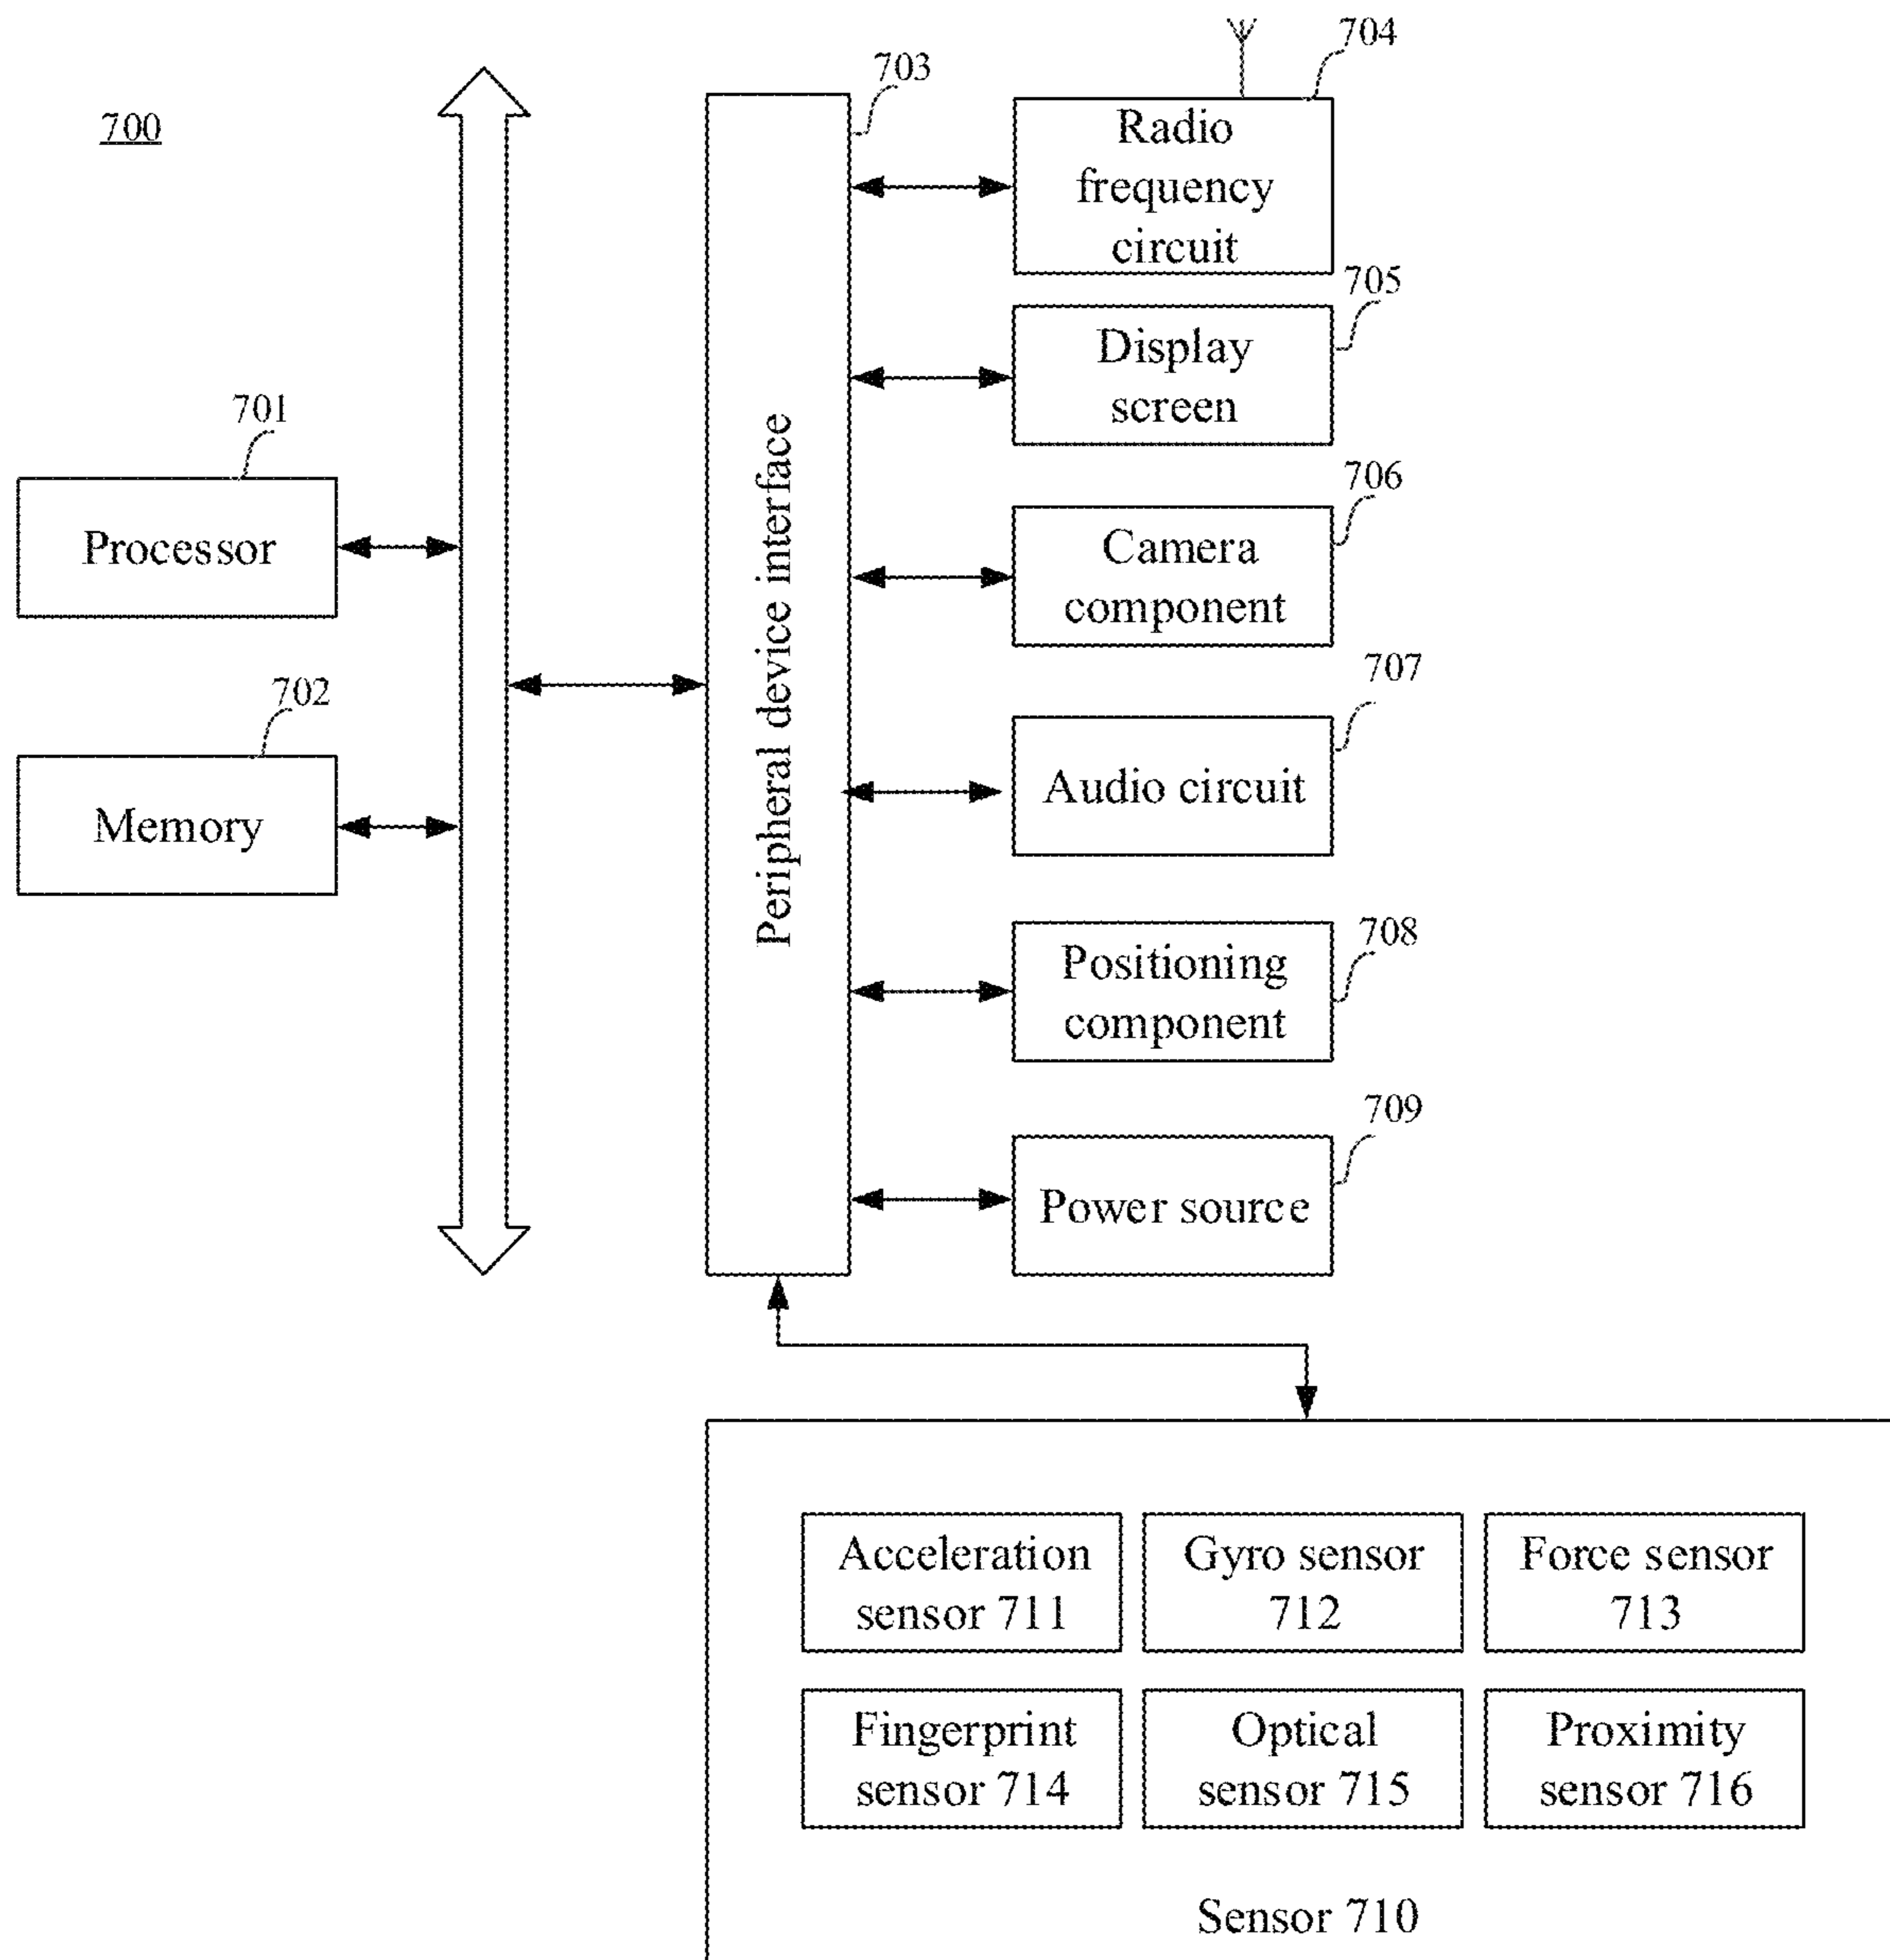 700
701
Processor
702
Memory
703
Peripheral device interface
704
Radio
frequency
circuit
705
Display
screen
706
Camera
component
707
Audio circuit
708
Positioning
component
709
Power source
Acceleration
sensor 711
Gyro sensor
712
Force sensor
713
Fingerprint
sensor 714
Optical
sensor 715
Proximity
sensor 716
Sensor 710